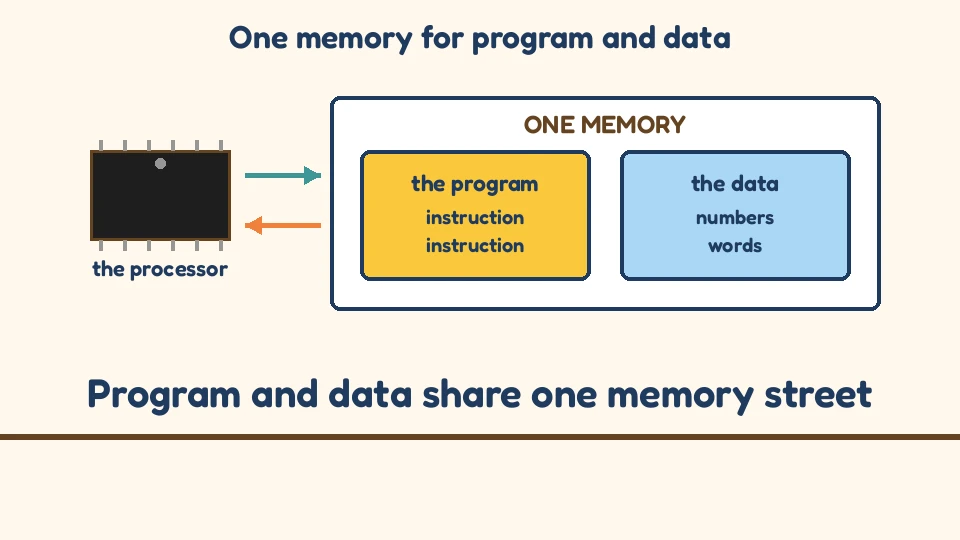 One memory for program and data
ONE MEMORY
the program
instruction
instruction
the data
numbers
words
the processor
Program and data share one memory street